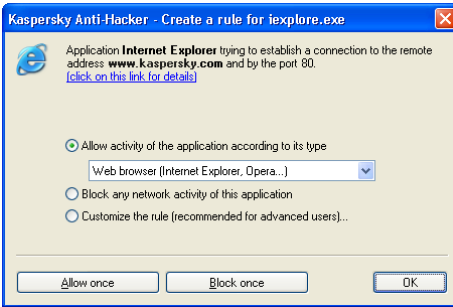 Kaspersky Anti-Hacker - Create a rule for iexplore.exe
Application Internet Explorer trying to establish a connection to the remote
address www.kaspersky.com and by the port 80.
(click on this link for details)
Allow activity of the application according to its type
Web browser (Internet Explorer, Opera...)
Block any network activity of this application
Customize the rule (recommended for advanced users)...
Allow once Block once OK